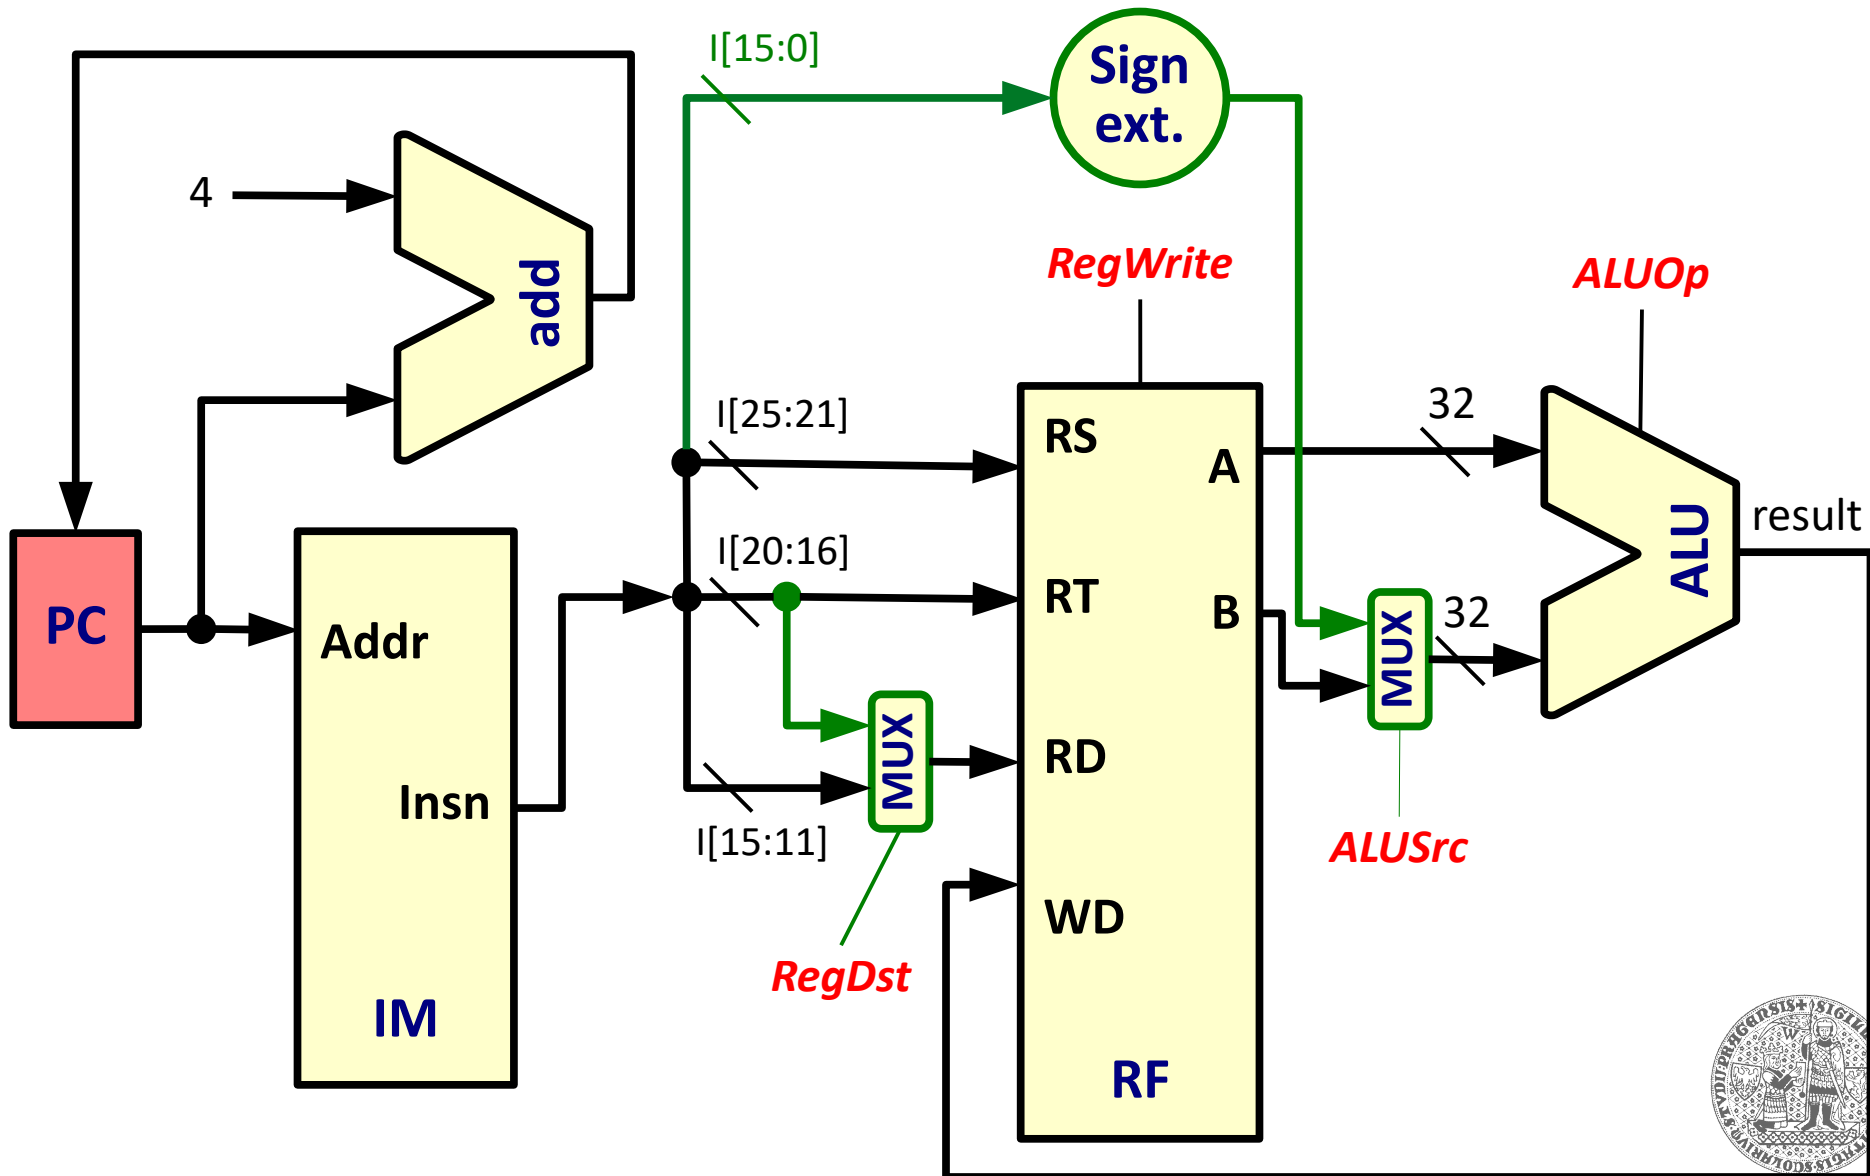 I[15:0]
Sign
ext.
4
add
RegWrite
ALUOp
I[25:21]
RS
A
32
I[20:16]
RT
B
ALU
result
PC
Addr
MUX
32
Insn
MUX
RD
I[15:11]
ALUSrc
WD
RegDst
IM
RF